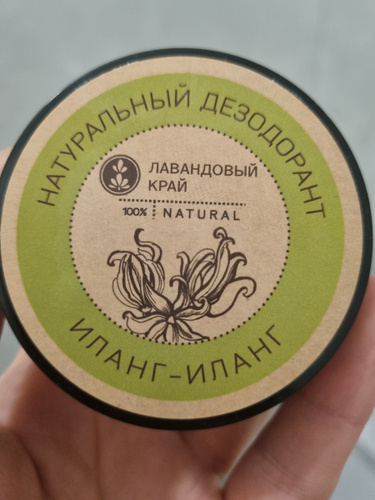 НАТУРАЛЬНЫЙ ДЕЗОДОРАНТ
ЛАВАНДОВЫЙ
КРАЙ
100% NATURAL
ИЛАНГ-ИЛАНГ